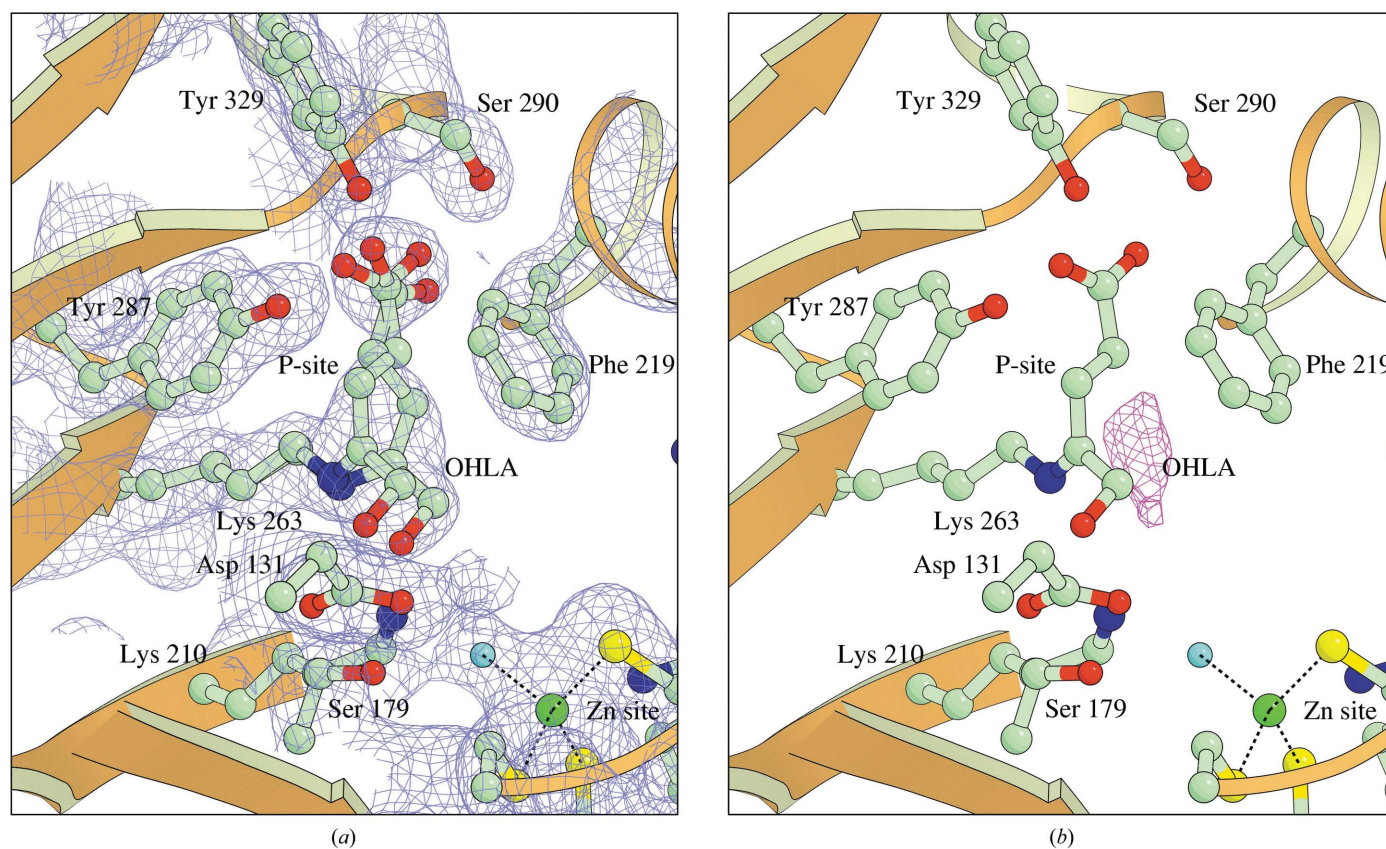 Tyr 329
Ser 290
Tyr 287
P-site
Phe 219
OHLA
Lys 263
Asp 131
Lys 210
Ser 179
Zn site
(a)
Tyr 329
Ser 290
Tyr 287
P-site
Phe 219
OHLA
Lys 263
Asp 131
Lys 210
Ser 179
Zn site
(b)